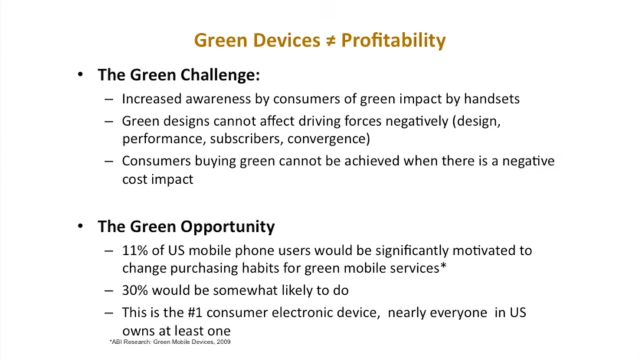 Green Devices ≠ Profitability
• The Green Challenge:
– Increased awareness by consumers of green impact by handsets
– Green designs cannot affect driving forces negatively (design,
performance, subscribers, convergence)
– Consumers buying green cannot be achieved when there is a negative
cost impact
• The Green Opportunity
– 11% of US mobile phone users would be significantly motivated to
change purchasing habits for green mobile services*
– 30% would be somewhat likely to do
– This is the #1 consumer electronic device, nearly everyone in US
owns at least one
*ABI Research: Green Mobile Devices, 2009